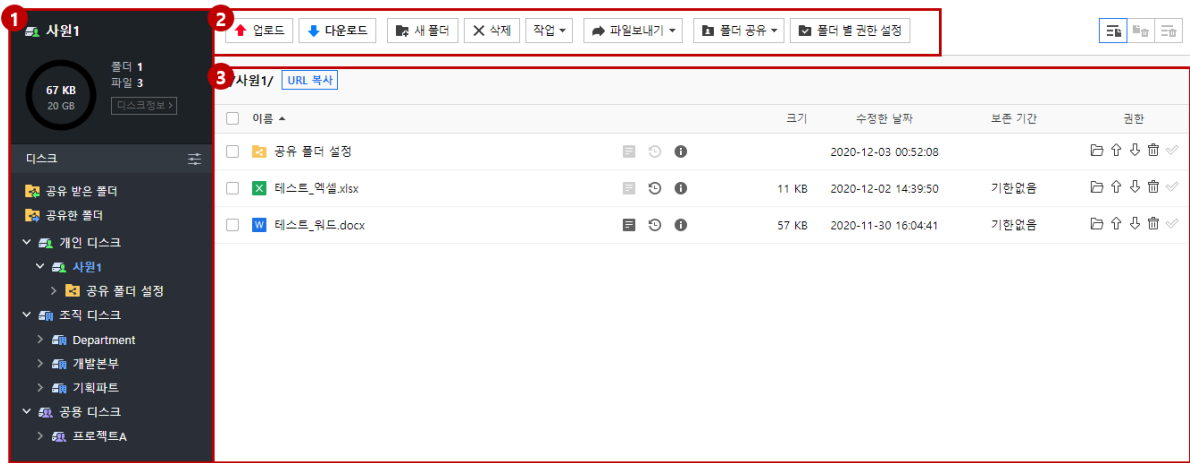 1
사원1
67 KB
20 GB
폴더 1
파일 3
디스크정보 >
디스크
공유 받은 폴더
공유한 폴더
개인 디스크
사원1
공유 폴더 설정
조직 디스크
Department
개발본부
기획파트
공용 디스크
프로젝트A
2
업로드 다운로드 새 폴더 삭제 작업 파일보내기 폴더 공유 폴더 별 권한 설정
3
/사원1/ URL 복사
이름 크기 수정한 날짜 보존 기간 권한
공유 폴더 설정 2020-12-03 00:52:08
테스트_엑셀.xlsx 11 KB 2020-12-02 14:39:50 기한없음
테스트_워드.docx 57 KB 2020-11-30 16:04:41 기한없음